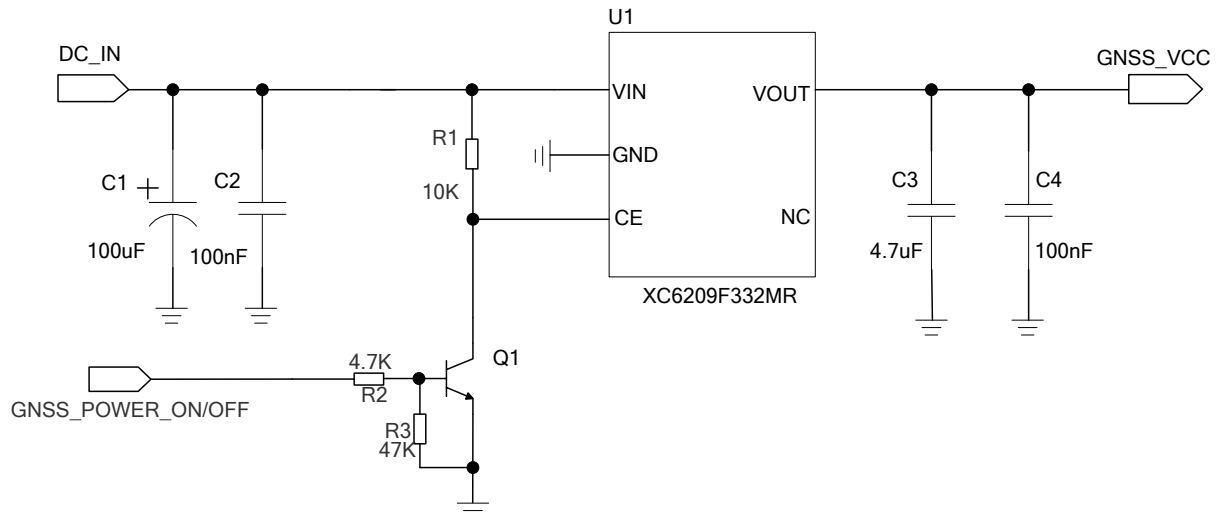 U1
DC_IN
GNSS_VCC
VIN
VOUT
R1
GND
10K
C1
+
C2
C3
C4
CE
NC
100uF
100nF
4.7uF
100nF
XC6209F332MR
4.7K
Q1
R2
GNSS_POWER_ON/OFF
R3
47K